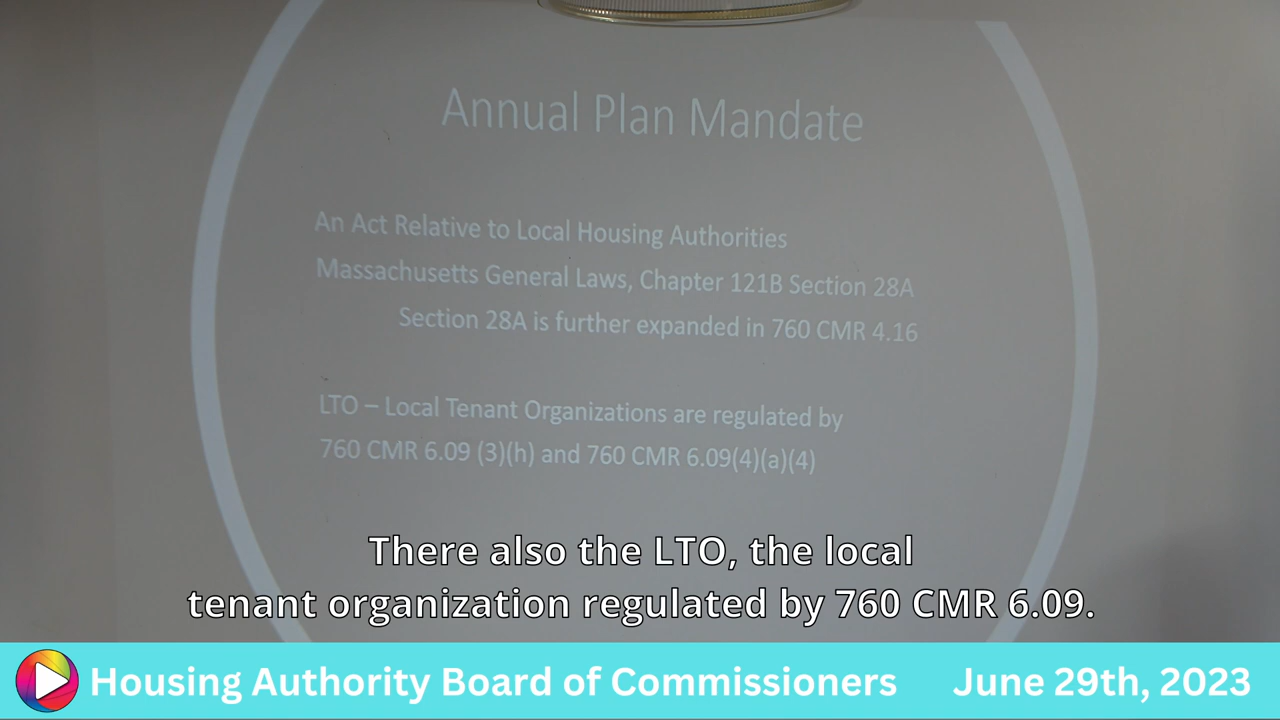 Annual Plan Mandate
An Act Relative to Local Housing Authorities
Massachusetts General Laws, Chapter 121B Section 28A
Section 28A is further expanded in 760 CMR 4.16
LTO – Local Tenant Organizations are regulated by
760 CMR 6.09 (3)(h) and 760 CMR 6.09(4)(a)(4)
There also the LTO, the local
tenant organization regulated by 760 CMR 6.09.
Housing Authority Board of Commissioners June 29th, 2023